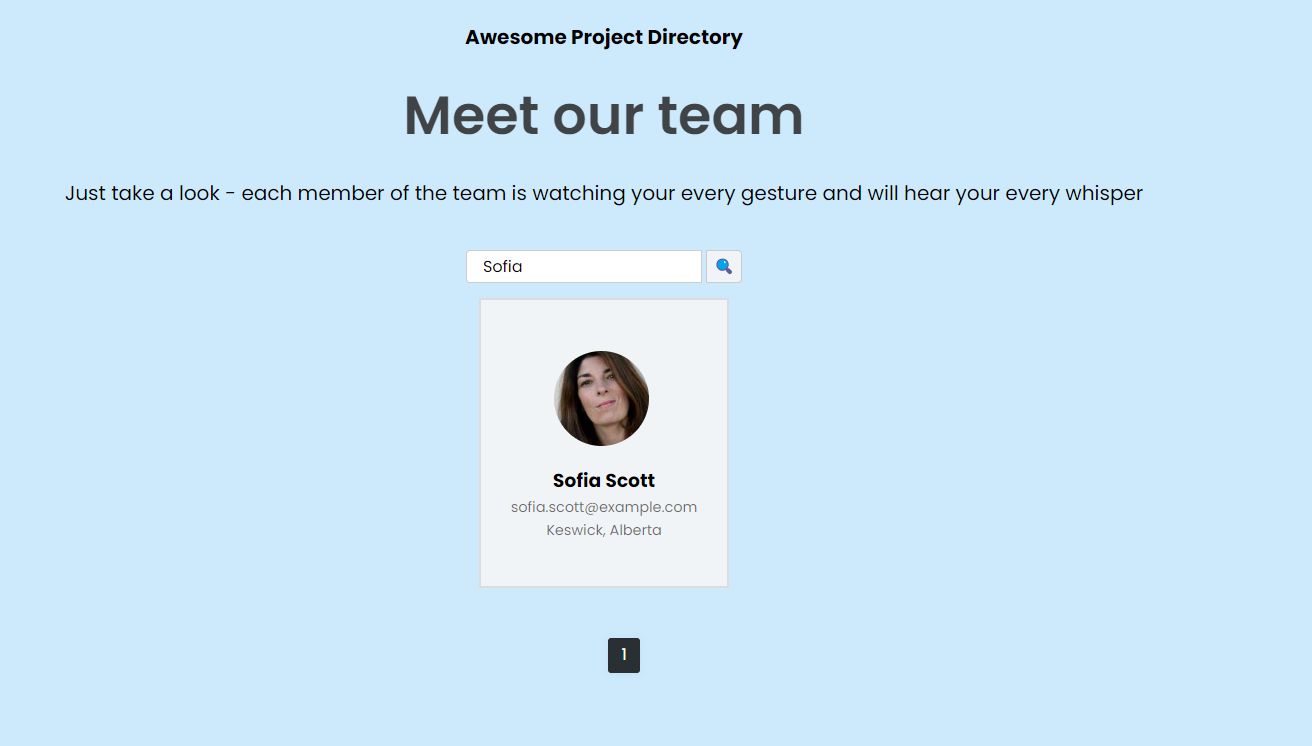 Awesome Project Directory
Meet our team
Just take a look - each member of the team is watching your every gesture and will hear your every whisper
Sofia
Sofia Scott
sofia.scott@example.com
Keswick, Alberta
1